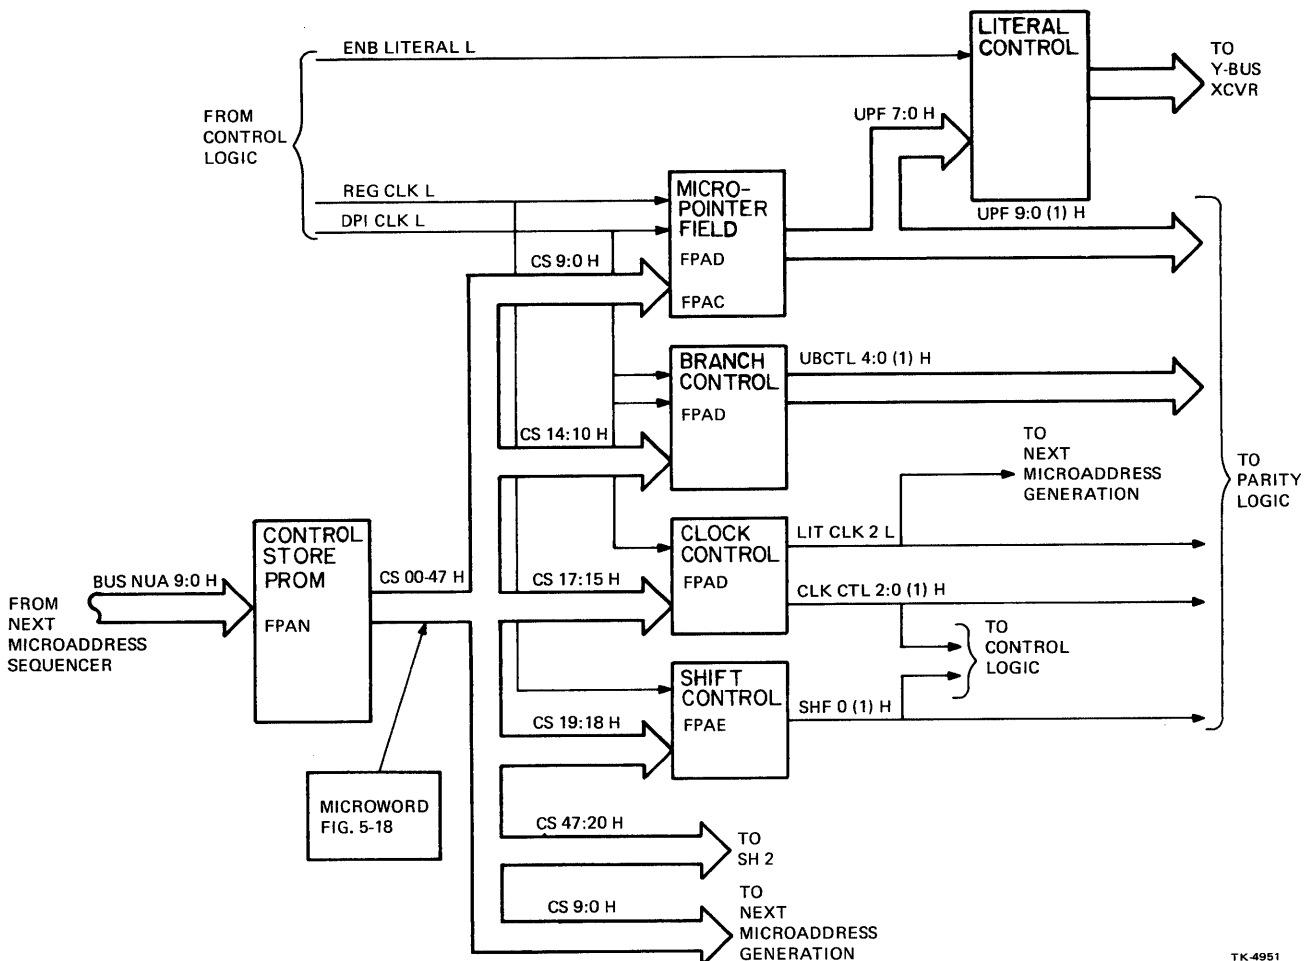 ENB LITERAL L
LITERAL
CONTROL
TO
Y-BUS
XCVR
FROM
CONTROL
LOGIC
UPF 7:0 H
REG CLK L
DPI CLK L
MICRO-
POINTER
FIELD
FPAD
FPAC
UPF 9:0 (1) H
CS 9:0 H
BRANCH
CONTROL
FPAD
UBCTL 4:0 (1) H
CS 14:10 H
TO
NEXT
MICROADDRESS
GENERATION
TO
PARITY
LOGIC
CONTROL
STORE
PROM
FPAN
CLOCK
CONTROL
FPAD
LIT CLK 2 L
BUS NUA 9:0 H
CS 00-47 H
CS 17:15 H
CLK CTL 2:0 (1) H
FROM
NEXT
MICROADDRESS
SEQUENCER
TO
CONTROL
LOGIC
SHIFT
CONTROL
FPAE
SHF 0 (1) H
CS 19:18 H
MICROWORD
FIG. 5-18
CS 47:20 H
TO
SH 2
CS 9:0 H
TO
NEXT
MICROADDRESS
GENERATION
TK-4951